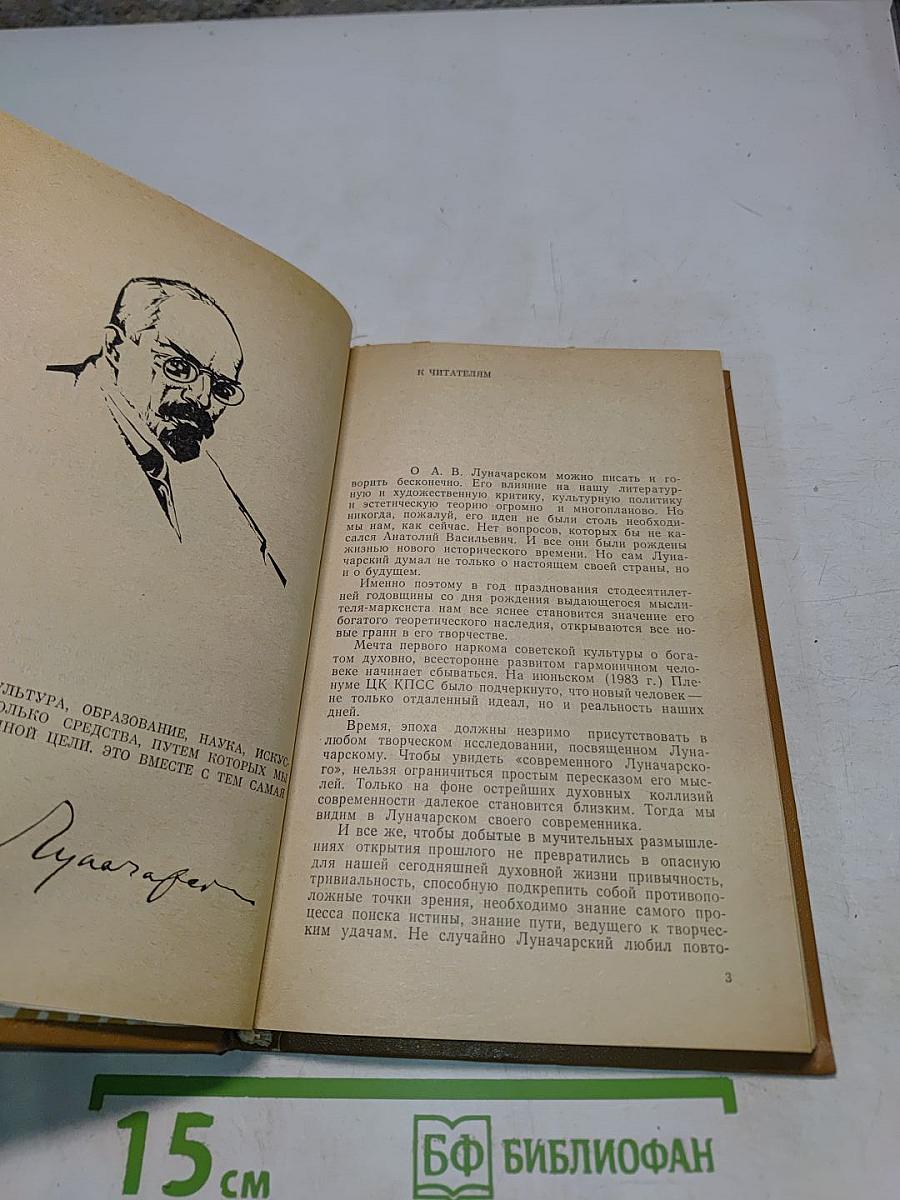 УЛЬТУРА, ОБРАЗОВАНИЕ, НАУКА, ИСКУС-
ОЛЬКО СРЕДСТВА, ПУТЕМ КОТОРЫХ МЫ
НОЙ ЦЕЛИ. ЭТО ВМЕСТЕ С ТЕМ САМАЯ
Луначарский
К ЧИТАТЕЛЯМ
О А. В. Луначарском можно писать и го-
ворить бесконечно. Его влияние на нашу литератур-
ную и художественную критику, культурную политику
и эстетическую теорию огромно и многопланово. Но
никогда, пожалуй, его идеи не были столь необходи-
мы нам, как сейчас. Нет вопросов, которых бы не ка-
сался Анатолий Васильевич. И все они были рождены
жизнью нового исторического времени. Но сам Луна-
чарский думал не только о настоящем своей страны, но
и о будущем.
Именно поэтому в год празднования стодесятилет-
ней годовщины со дня рождения выдающегося мысли-
теля-марксиста нам все яснее становится значение его
богатого теоретического наследия, открываются все но-
вые грани в его творчестве.
Мечта первого наркома советской культуры о бога-
том духовно, всесторонне развитом гармоничном чело-
веке начинает сбываться. На июньском (1983 г.) Пле-
нуме ЦК КПСС было подчеркнуто, что новый человек —
не только отдаленный идеал, но и реальность наших
дней.
Время, эпоха должны незримо присутствовать в
любом творческом исследовании, посвященном Луна-
чарскому. Чтобы увидеть «современного Луначарско-
го», нельзя ограничиться простым пересказом его мыс-
лей. Только на фоне острейших духовных коллизий
современности далекое становится близким. Тогда мы
видим в Луначарском своего современника.
И все же, чтобы добытые в мучительных размышле-
ниях открытия прошлого не превратились в опасную
для нашей сегодняшней духовной жизни привычность,
тривиальность, способную подкрепить собой противопо-
ложные точки зрения, необходимо знание самого про-
цесса поиска истины, знание пути, ведущего к творчес-
ким удачам. Не случайно Луначарский любил повто-
3
15 см
БФ БИБЛИОФАН